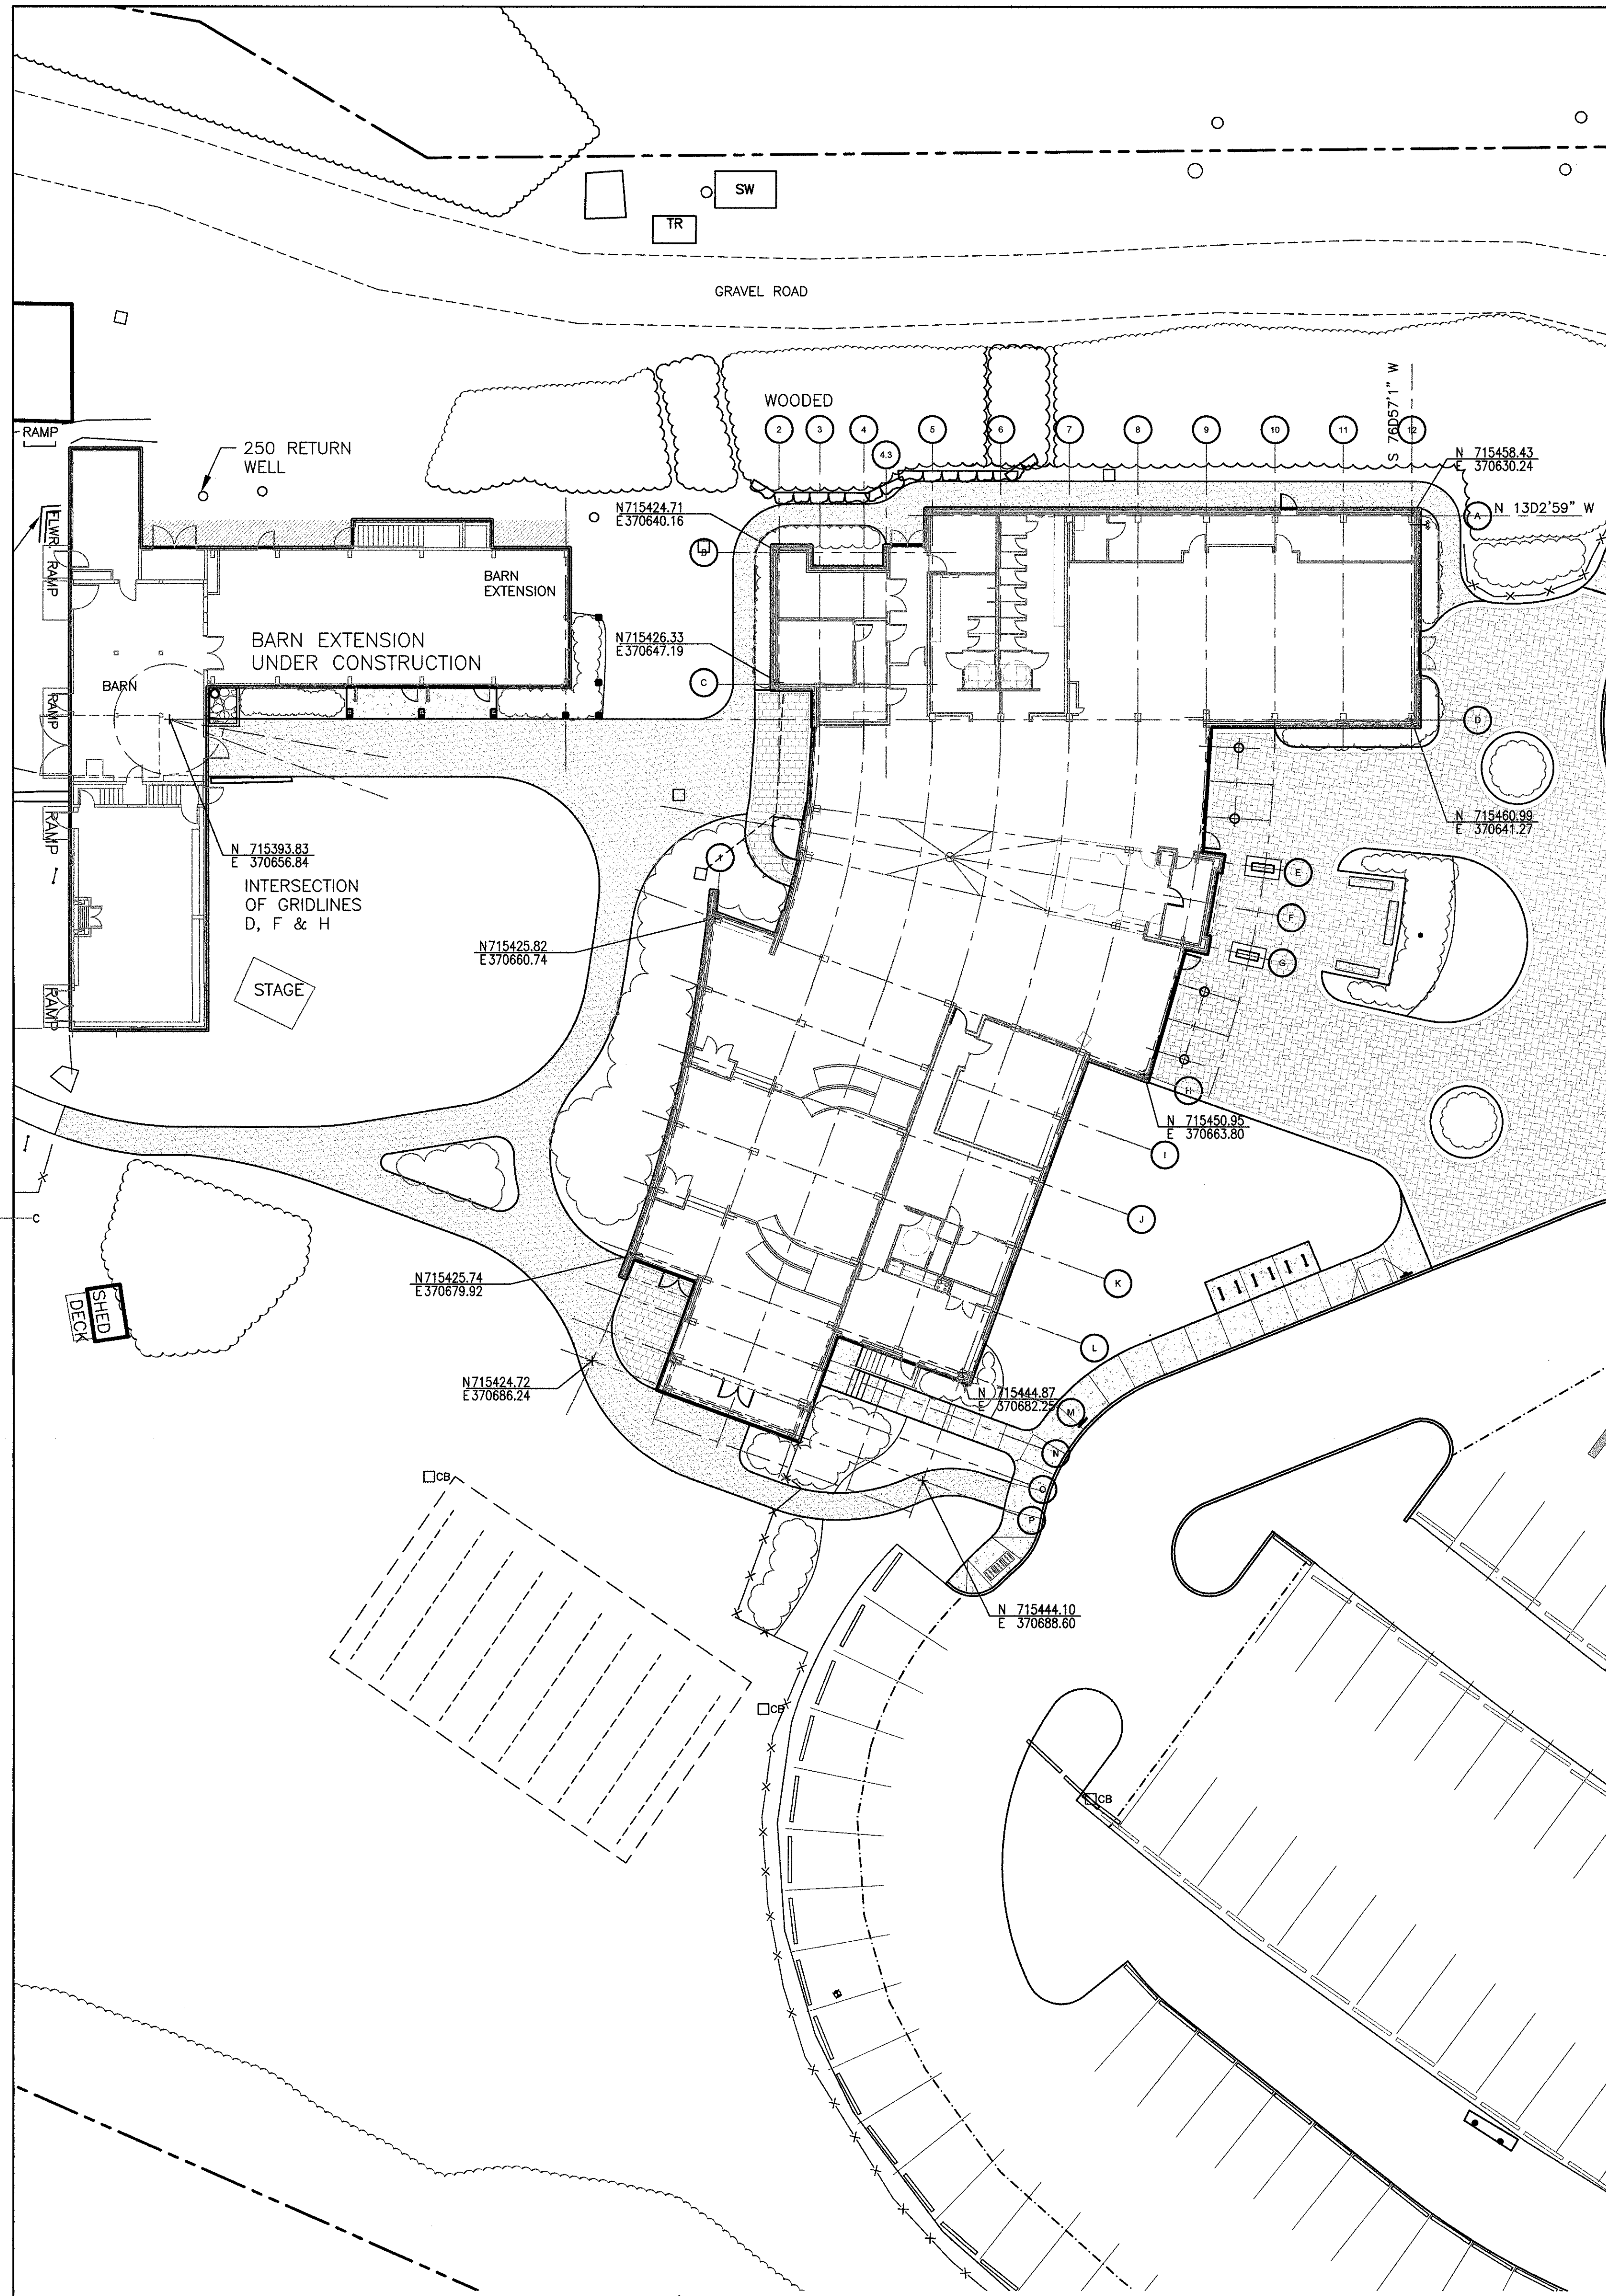 SW
TR
GRAVEL ROAD
S 76D57'1" W
WOODED
2
3
4
4.3
5
6
7
8
9
10
11
12
RAMP
250 RETURN
WELL
N 715458.43
E 370630.24
A
N 13D2'59" W
N715424.71
E370640.16
B
RAMP
BARN
EXTENSION
BARN EXTENSION
UNDER CONSTRUCTION
N715426.33
E370647.19
C
BARN
RAMP
D
N 715460.99
E 370641.27
RAMP
N 715393.83
E 370656.84
INTERSECTION
OF GRIDLINES
D, F & H
E
F
G
N715425.82
E370660.74
STAGE
RAMP
H
N 715450.95
E 370663.80
I
J
C
K
N715425.74
E370679.92
SHED
DECK
L
N715424.72
E370686.24
N 715444.87
E 370682.25
M
N
O
P
CB
N 715444.10
E 370688.60
CB
CB